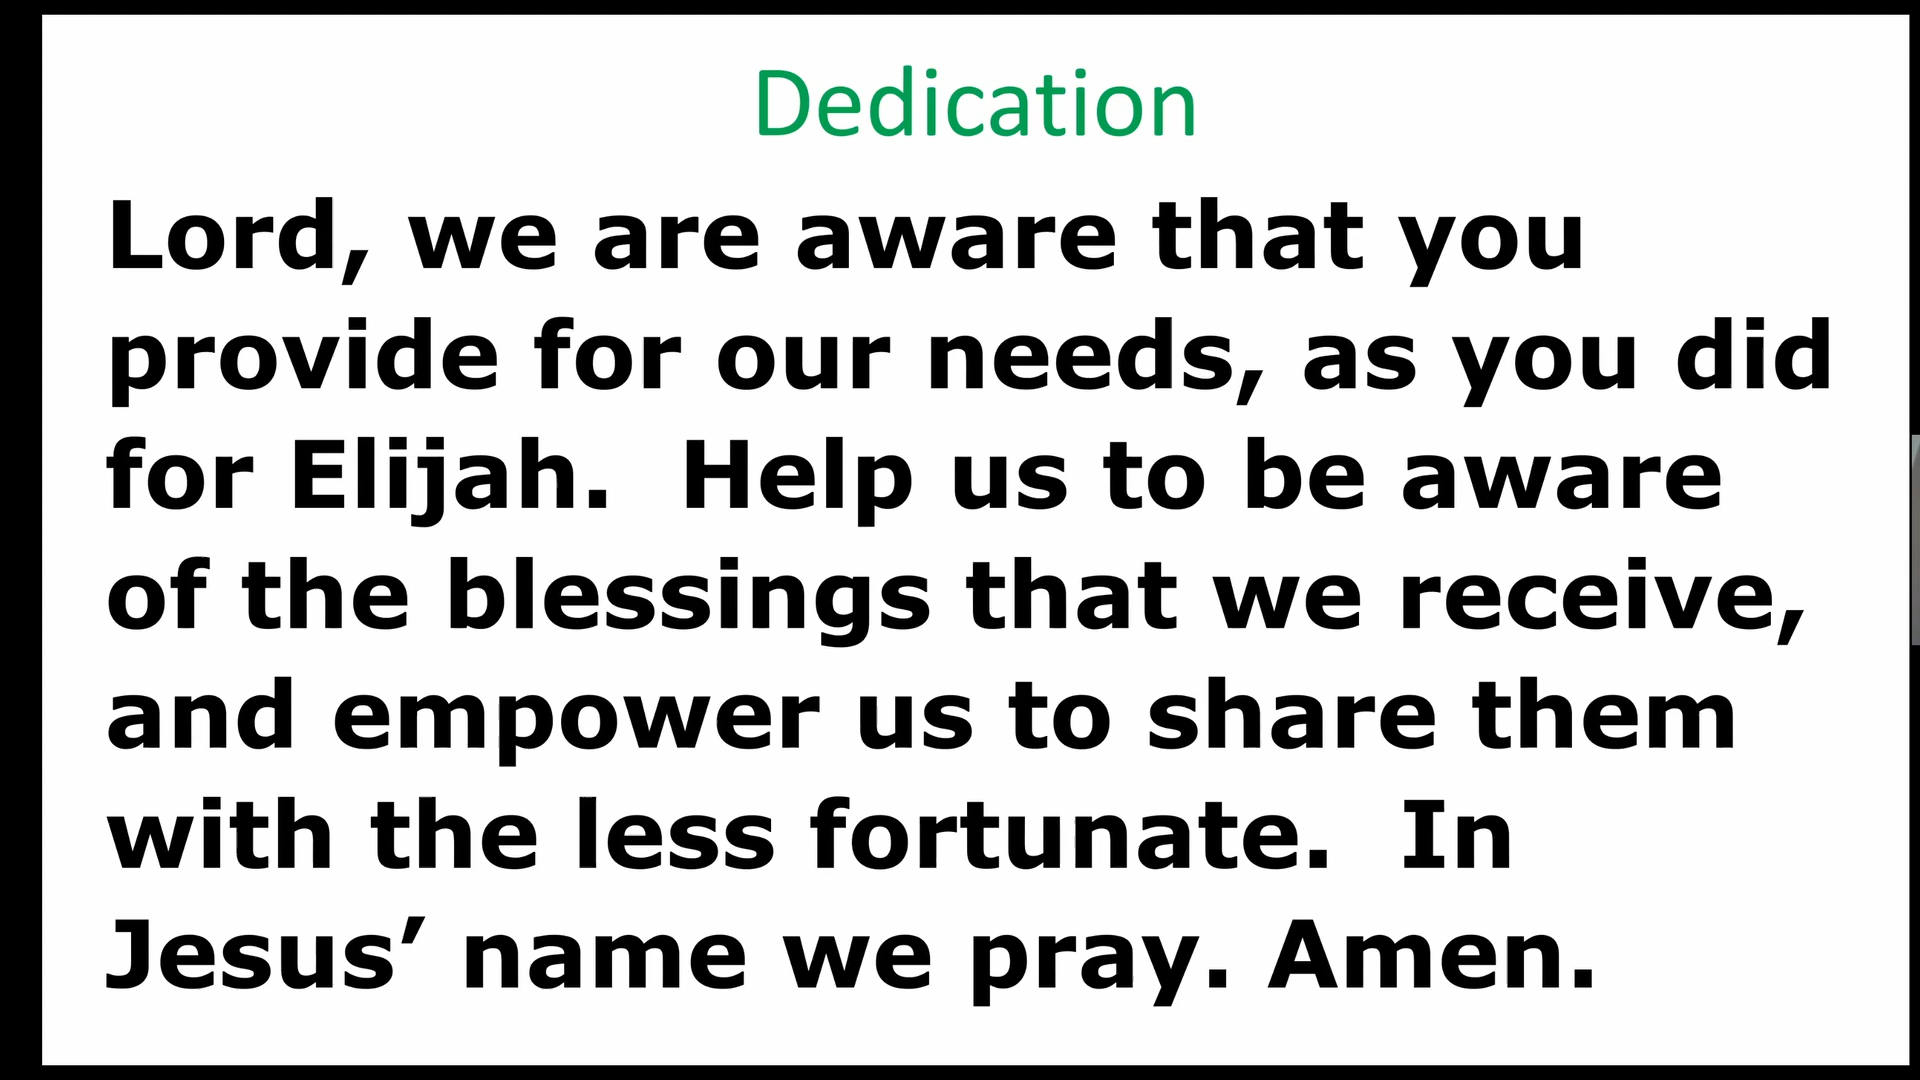 Dedication
Lord, we are aware that you
provide for our needs, as you did
for Elijah.  Help us to be aware
of the blessings that we receive,
and empower us to share them
with the less fortunate.  In
Jesus’ name we pray. Amen.